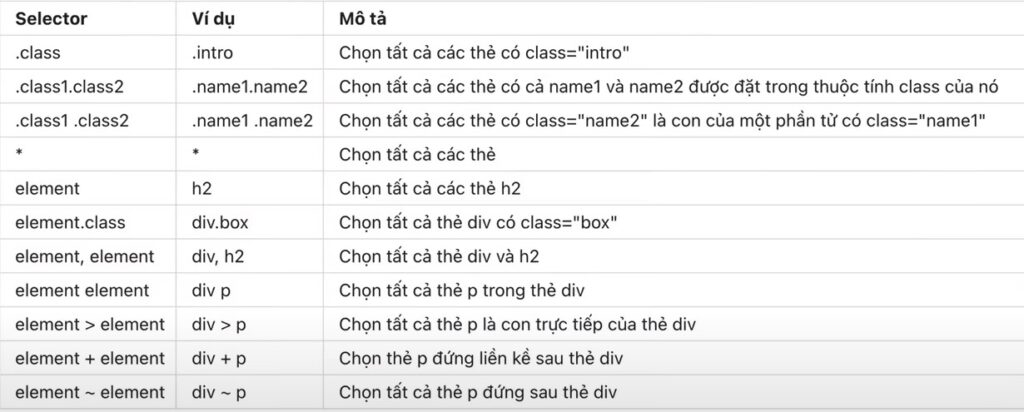 Selector Ví dụ Mô tả
.class .intro Chọn tất cả các thẻ có class="intro"
.class1.class2 .name1.name2 Chọn tất cả các thẻ có cả name1 và name2 được đặt trong thuộc tính class của nó
.class1 .class2 .name1 .name2 Chọn tất cả các thẻ có class="name2" là con của một phần tử có class="name1"
* * Chọn tất cả các thẻ
element h2 Chọn tất cả các thẻ h2
element.class div.box Chọn tất cả thẻ div có class="box"
element, element div, h2 Chọn tất cả thẻ div và h2
element element div p Chọn tất cả thẻ p trong thẻ div
element > element div > p Chọn tất cả thẻ p là con trực tiếp của thẻ div
element + element div + p Chọn thẻ p đứng liền kề sau thẻ div
element ~ element div ~ p Chọn tất cả thẻ p đứng sau thẻ div